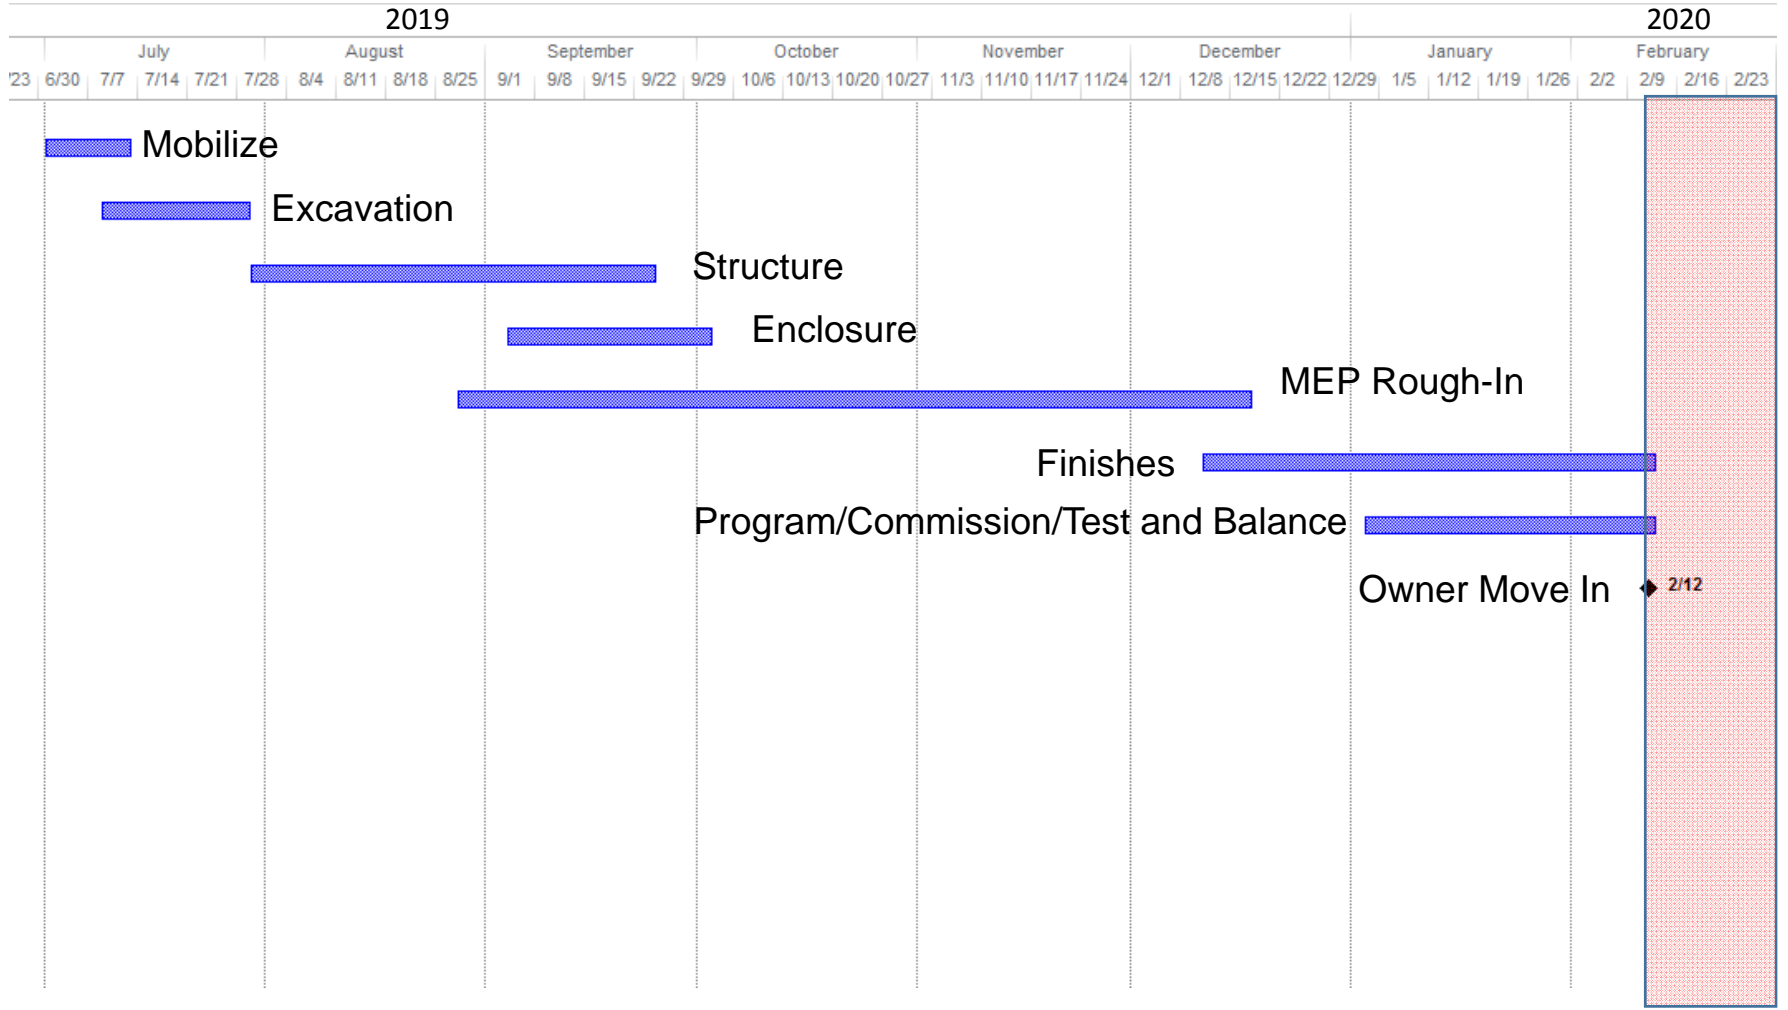 2019 2020
July August September October November December January February
/23 6/30 7/7 7/14 7/21 7/28 8/4 8/11 8/18 8/25 9/1 9/8 9/15 9/22 9/29 10/6 10/13 10/20 10/27 11/3 11/10 11/17 11/24 12/1 12/8 12/15 12/22 12/29 1/5 1/12 1/19 1/26 2/2 2/9 2/16 2/23
Mobilize
Excavation
Structure
Enclosure
MEP Rough-In
Finishes
Program/Commission/Test and Balance
Owner Move In 2/12